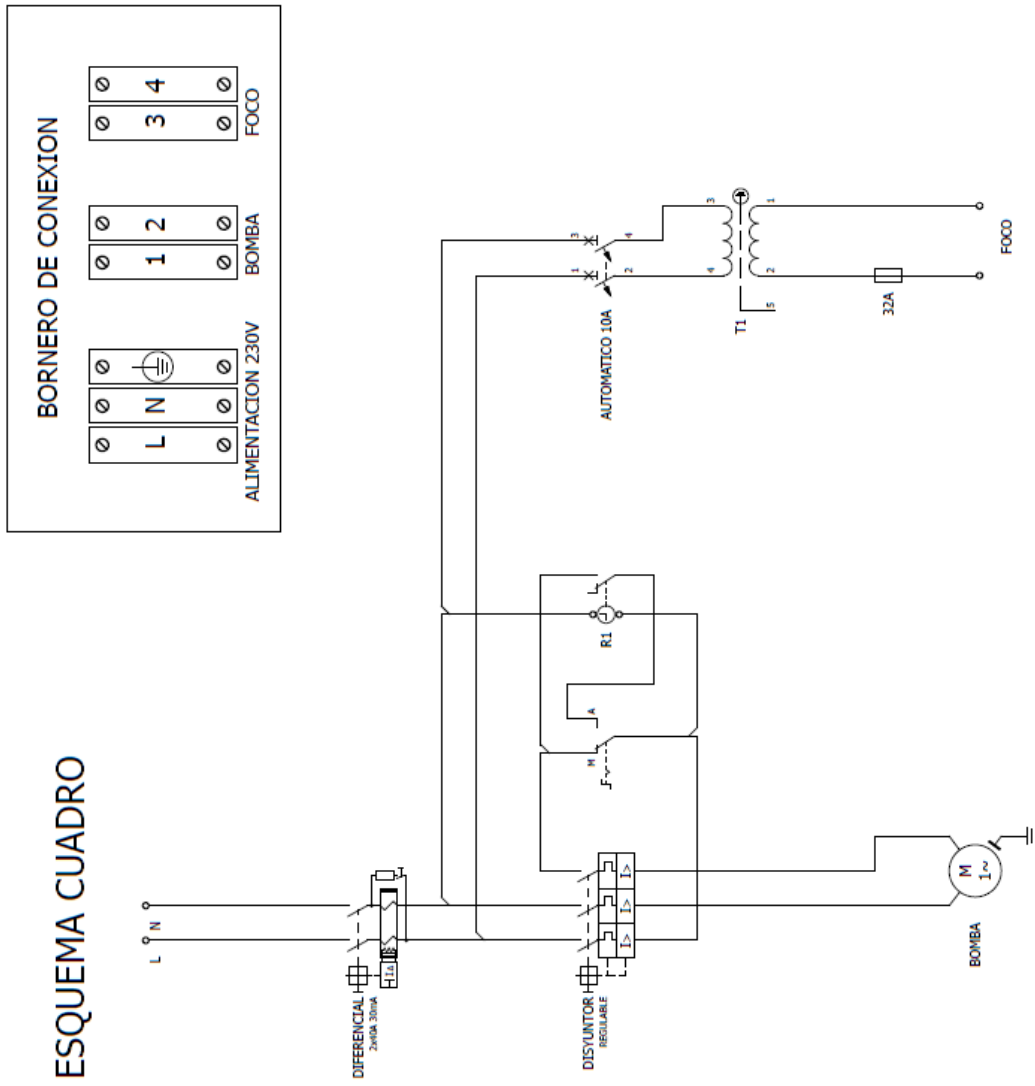 ESQUEMA CUADRO
BORNERO DE CONEXION
L N
1 2
3 4
ALIMENTACION 230V
BOMBA
FOCO
L
N
DIFERENCIAL
2x40A 30mA
I∆
DISYUNTOR
REGULABLE
I> I> I>
M
1~
BOMBA
M
A
R1
AUTOMATICO 10A
1
3
2
4
T1
4
3
5
2
1
32A
FOCO